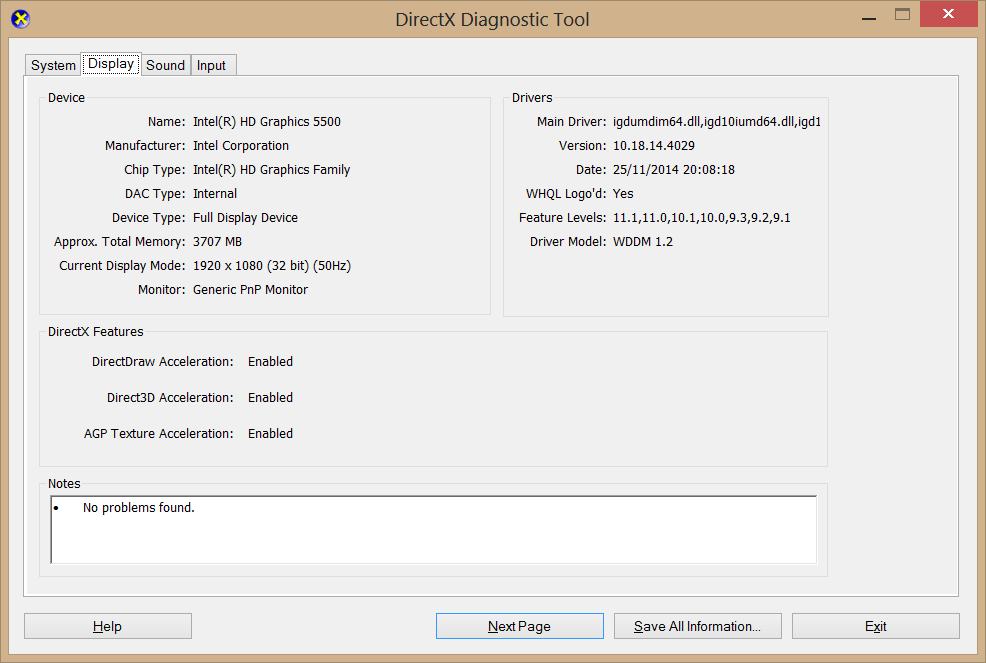 DirectX Diagnostic Tool
System Display Sound Input
Device
Name: Intel(R) HD Graphics 5500
Manufacturer: Intel Corporation
Chip Type: Intel(R) HD Graphics Family
DAC Type: Internal
Device Type: Full Display Device
Approx. Total Memory: 3707 MB
Current Display Mode: 1920 x 1080 (32 bit) (50Hz)
Monitor: Generic PnP Monitor
Drivers
Main Driver: igdumdim64.dll,igd10iumd64.dll,igd1
Version: 10.18.14.4029
Date: 25/11/2014 20:08:18
WHQL Logo'd: Yes
Feature Levels: 11.1,11.0,10.1,10.0,9.3,9.2,9.1
Driver Model: WDDM 1.2
DirectX Features
DirectDraw Acceleration: Enabled
Direct3D Acceleration: Enabled
AGP Texture Acceleration: Enabled
Notes
• No problems found.
Help Next Page Save All Information... Exit